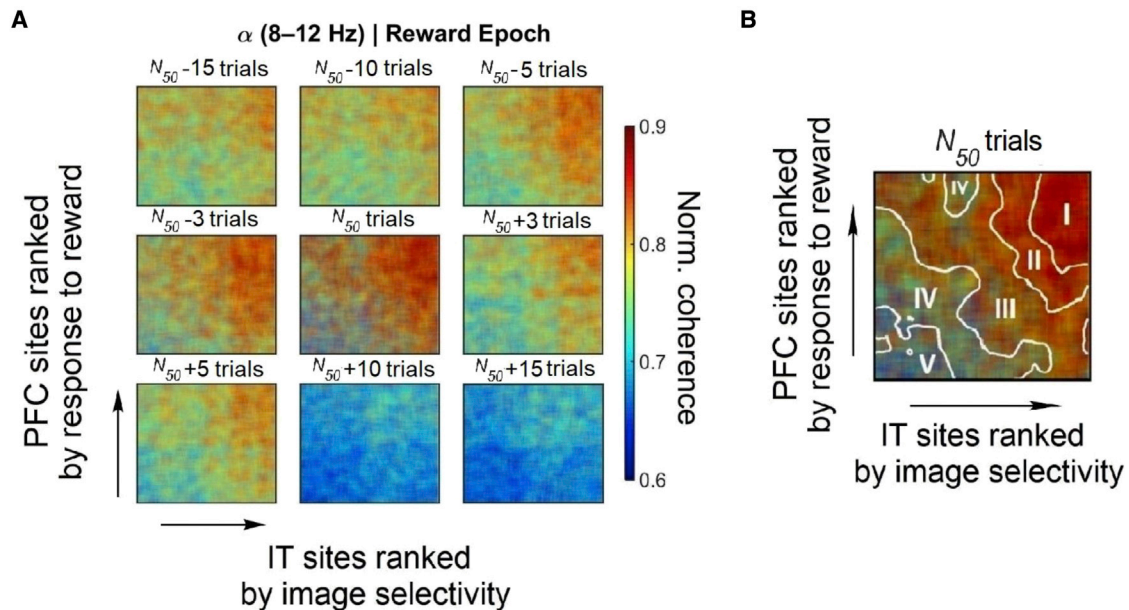 A
α (8–12 Hz) | Reward Epoch
N50 -15 trials
N50 -10 trials
N50 -5 trials
N50 -3 trials
N50 trials
N50 +3 trials
N50 +5 trials
N50 +10 trials
N50 +15 trials
PFC sites ranked
by response to reward
IT sites ranked
by image selectivity
0.9
0.8
0.7
0.6
Norm. coherence
B
N50 trials
IV
I
II
IV
III
V
PFC sites ranked
by response to reward
IT sites ranked
by image selectivity